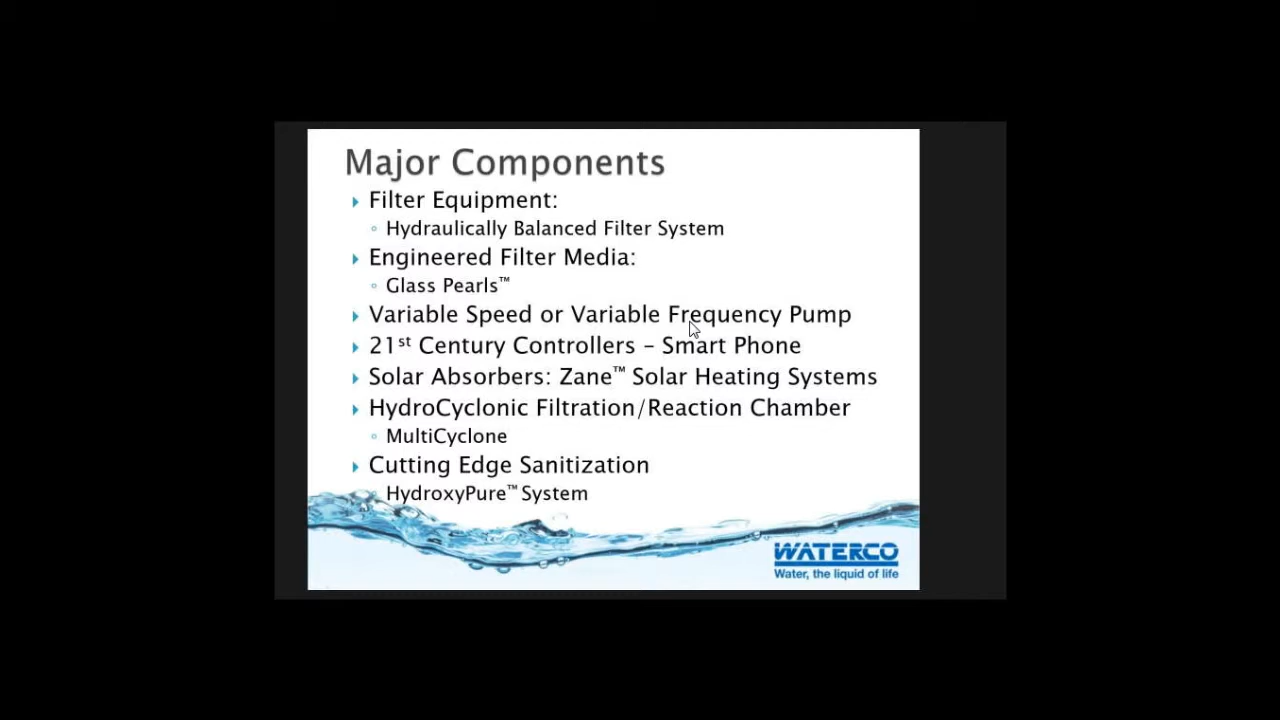 Major Components
Filter Equipment:
Hydraulically Balanced Filter System
Engineered Filter Media:
Glass Pearls™
Variable Speed or Variable Frequency Pump
21st Century Controllers – Smart Phone
Solar Absorbers: Zane™ Solar Heating Systems
HydroCyclonic Filtration/Reaction Chamber
MultiCyclone
Cutting Edge Sanitization
HydroxyPure™ System
WATERCO
Water, the liquid of life